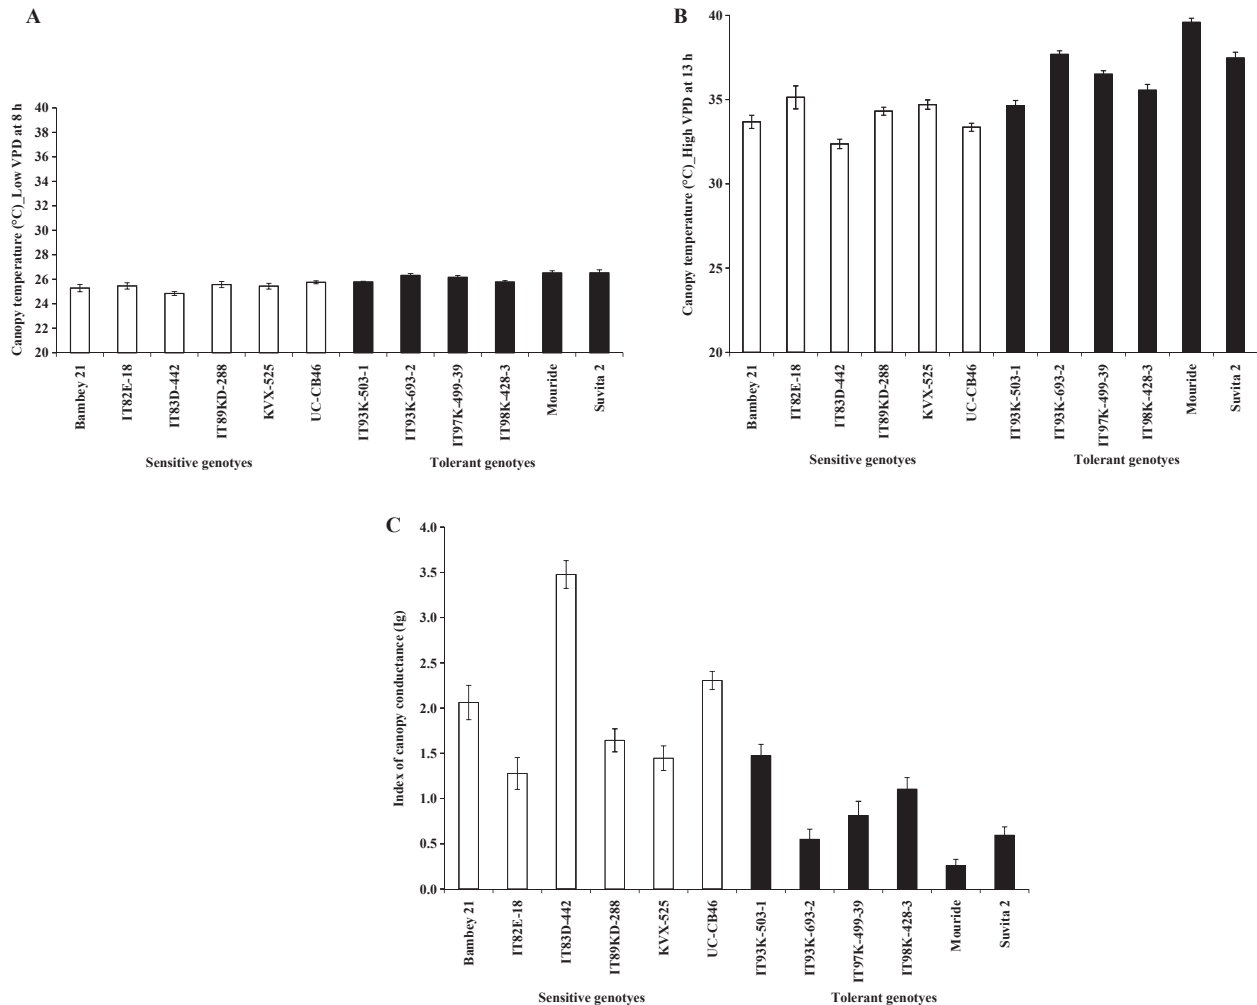 A
Canopy temperature (°C)_Low VPD at 8 h
40
38
36
34
32
30
28
26
24
22
20
Bambey 21
IT82E-18
IT83D-442
IT89KD-288
KVX-525
UC-CB46
IT93K-503-1
IT93K-693-2
IT97K-499-39
IT98K-428-3
Mouride
Suvita 2
Sensitive genotyes
Tolerant genotyes
B
Canopy temperature (°C)_High VPD at 13 h
40
35
30
25
20
Bambey 21
IT82E-18
IT83D-442
IT89KD-288
KVX-525
UC-CB46
IT93K-503-1
IT93K-693-2
IT97K-499-39
IT98K-428-3
Mouride
Suvita 2
Sensitive genotyes
Tolerant genotyes
C
Index of canopy conductance (Ig)
4.0
3.5
3.0
2.5
2.0
1.5
1.0
0.5
0.0
Bambey 21
IT82E-18
IT83D-442
IT89KD-288
KVX-525
UC-CB46
IT93K-503-1
IT93K-693-2
IT97K-499-39
IT98K-428-3
Mouride
Suvita 2
Sensitive genotyes
Tolerant genotyes